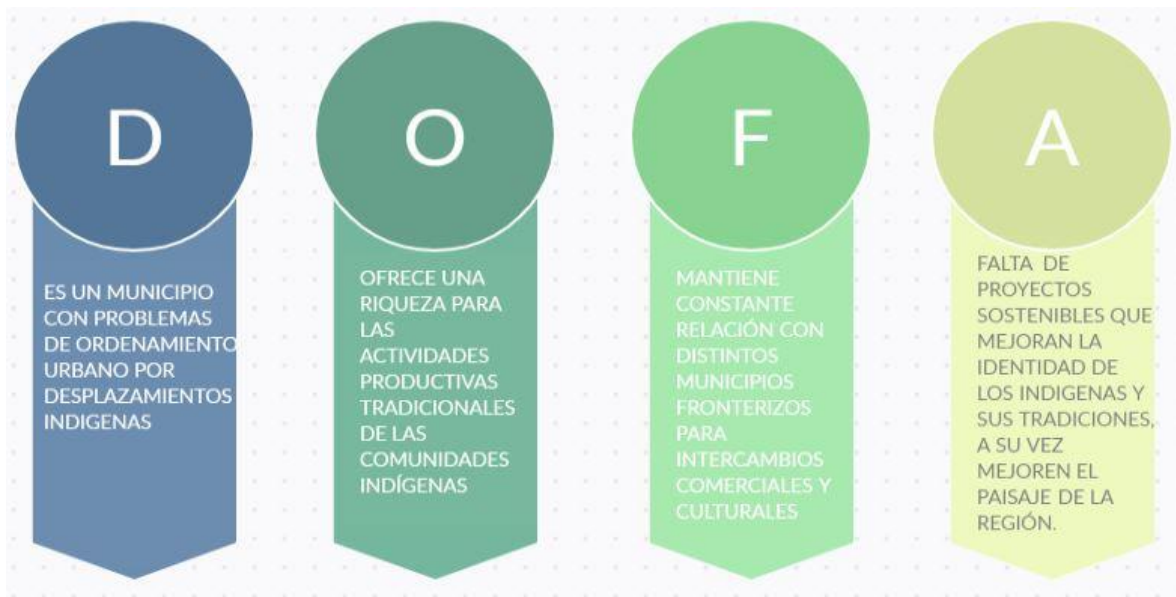 D
ES UN MUNICIPIO
CON PROBLEMAS
DE ORDENAMIENTO
URBANO POR
DESPLAZAMIENTOS
INDIGENAS
O
OFRECE UNA
RIQUEZA PARA
LAS
ACTIVIDADES
PRODUCTIVAS
TRADICIONALES
DE LAS
COMUNIDADES
INDÍGENAS
F
MANTIENE
CONSTANTE
RELACIÓN CON
DISTINTOS
MUNICIPIOS
FRONTERIZOS
PARA
INTERCAMBIOS
COMERCIALES Y
CULTURALES
A
FALTA DE
PROYECTOS
SOSTENIBLES QUE
MEJORAN LA
IDENTIDAD DE
LOS INDIGENAS Y
SUS TRADICIONES,
A SU VEZ
MEJOREN EL
PAISAJE DE LA
REGIÓN.